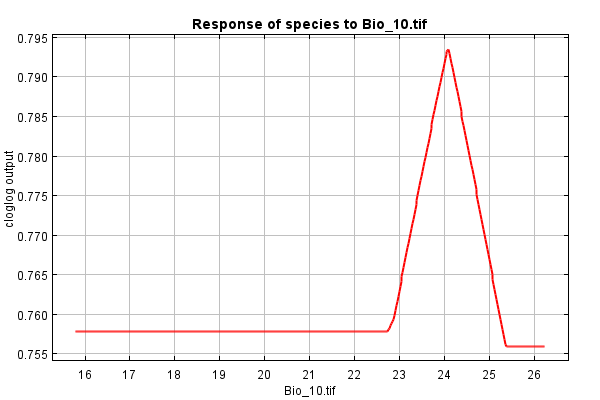 Response of species to Bio_10.tif
0.795
0.790
0.785
0.780
0.775
0.770
0.765
0.760
0.755
cloglog output
16 17 18 19 20 21 22 23 24 25 26
Bio_10.tif